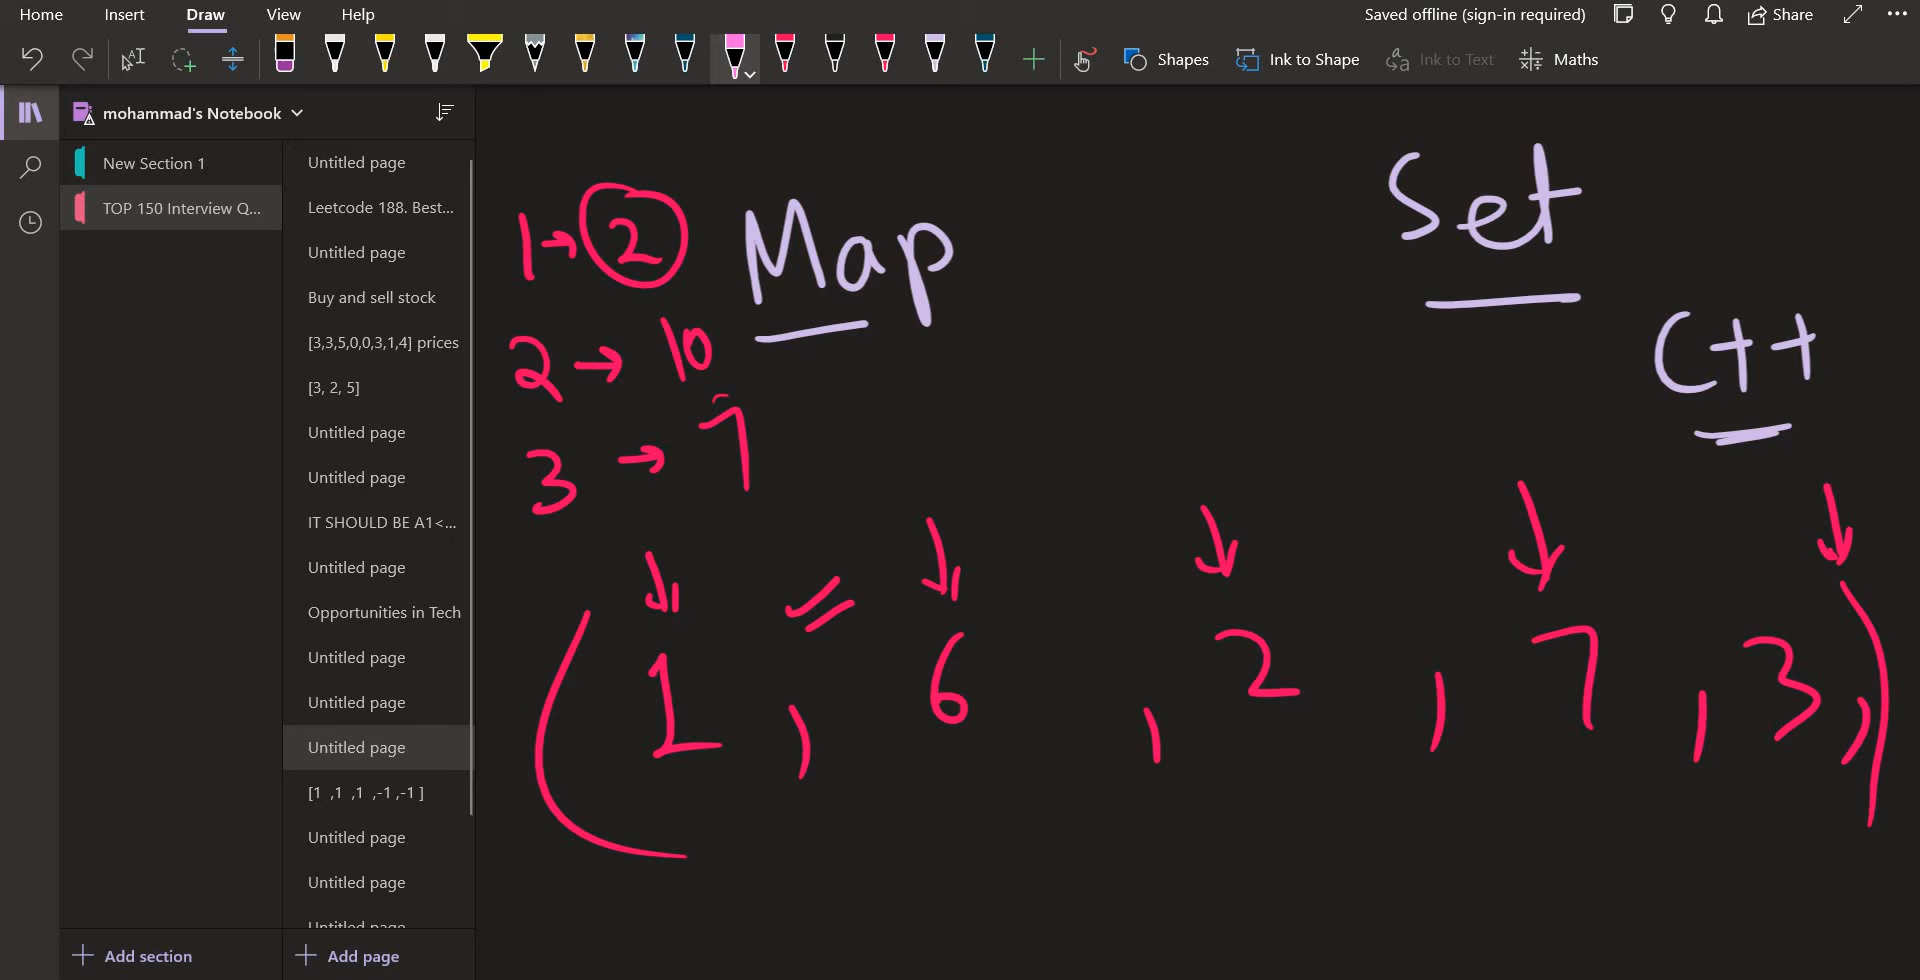 Home Insert Draw View Help Saved offline (sign-in required) Share
Shapes Ink to Shape Ink to Text Maths
mohammad's Notebook
New Section 1
TOP 150 Interview Q...
Untitled page
Leetcode 188. Best...
Untitled page
Buy and sell stock
[3,3,5,0,0,3,1,4] prices
[3, 2, 5]
Untitled page
Untitled page
IT SHOULD BE A1<...
Untitled page
Opportunities in Tech
Untitled page
Untitled page
Untitled page
[1 ,1 ,1 ,-1 ,-1 ]
Untitled page
Untitled page
Untitled page
Add section Add page
Map
Set
C++
1 → 2
2 → 10
3 → 7
↓ ↓ ↓ ↓ ↓
(1, 6, 2, 7, 3,)